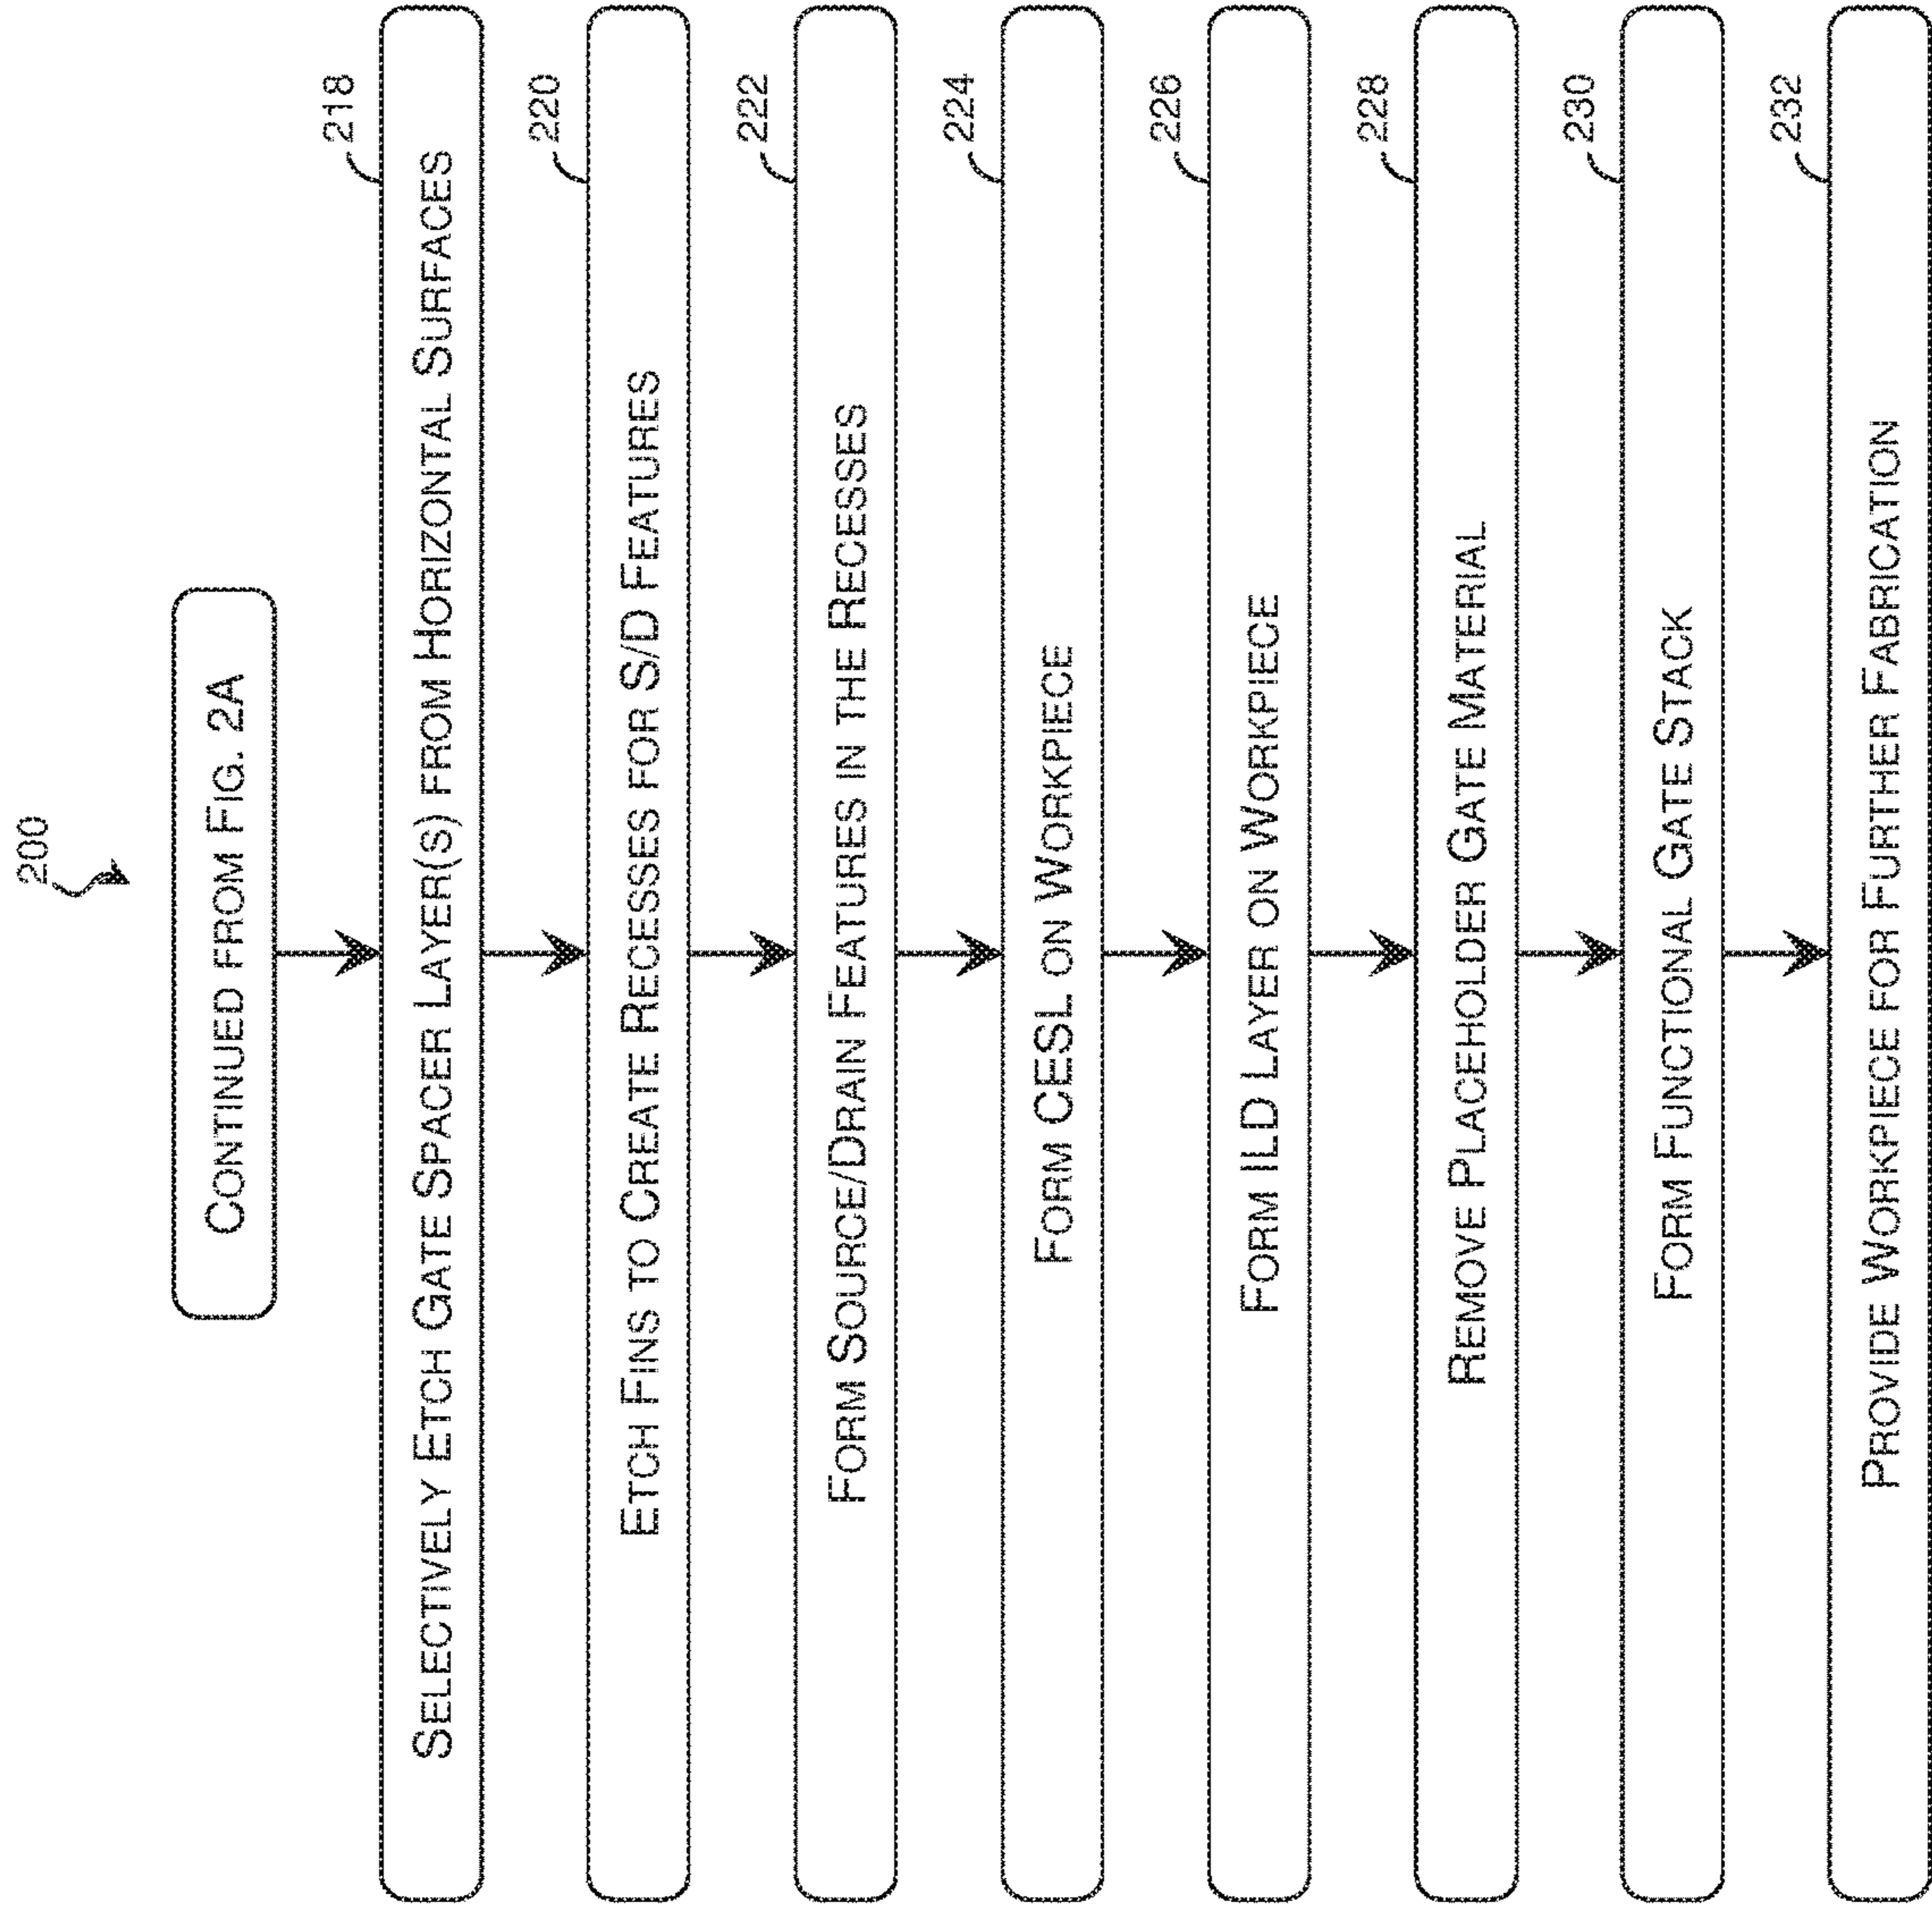 200
CONTINUED FROM FIG. 2A
218
SELECTIVELY ETCH GATE SPACER LAYER(S) FROM HORIZONTAL SURFACES
220
ETCH FINS TO CREATE RECESSES FOR S/D FEATURES
222
FORM SOURCE/DRAIN FEATURES IN THE RECESSES
224
FORM CESL ON WORKPIECE
226
FORM ILD LAYER ON WORKPIECE
228
REMOVE PLACEHOLDER GATE MATERIAL
230
FORM FUNCTIONAL GATE STACK
232
PROVIDE WORKPIECE FOR FURTHER FABRICATION